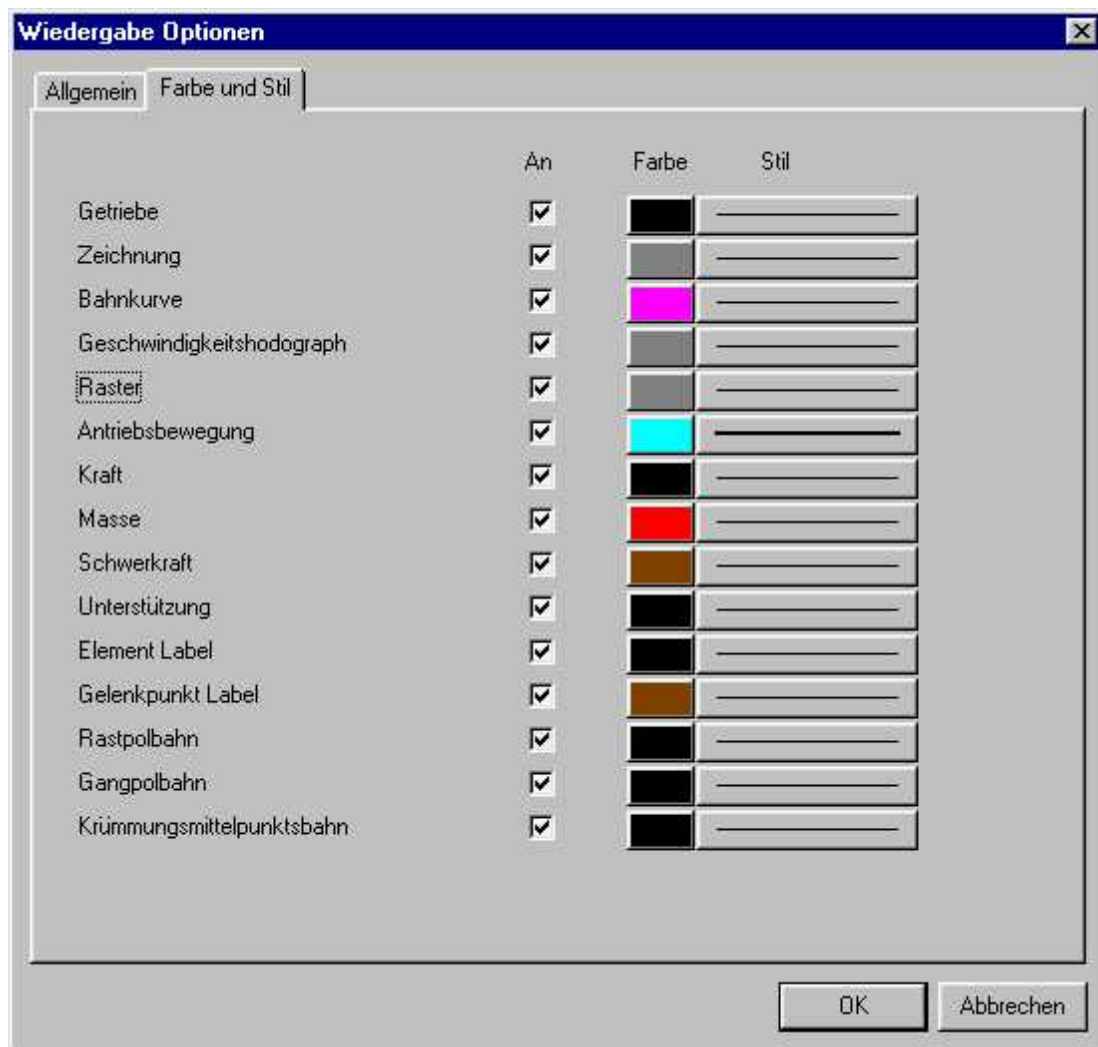 Wiedergabe Optionen
Allgemein Farbe und Stil
An Farbe Stil
Getriebe
Zeichnung
Bahnkurve
Geschwindigkeitshodograph
Raster
Antriebsbewegung
Kraft
Masse
Schwerkraft
Unterstützung
Element Label
Gelenkpunkt Label
Rastpolbahn
Gangpolbahn
Krümmungsmittelpunktsbahn
OK Abbrechen